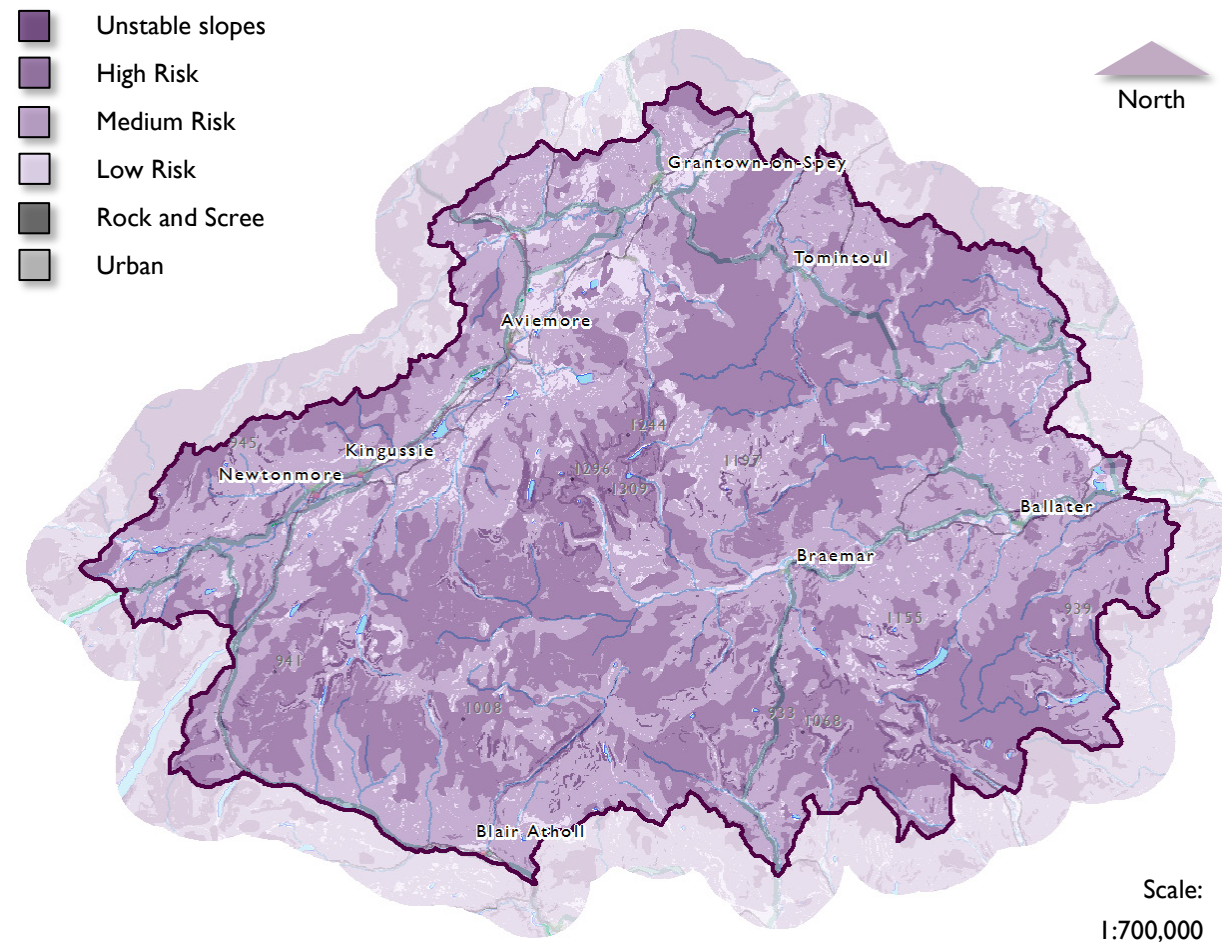 Unstable slopes
High Risk
Medium Risk
Low Risk
Rock and Scree
Urban
North
Grantown-on-Spey
Tomintoul
Aviemore
1244
945
Kingussie
1197
1296
Newtonmore
1309
Ballater
Braemar
939
1155
941
1008
933
1068
Blair Atholl
Scale:
1:700,000